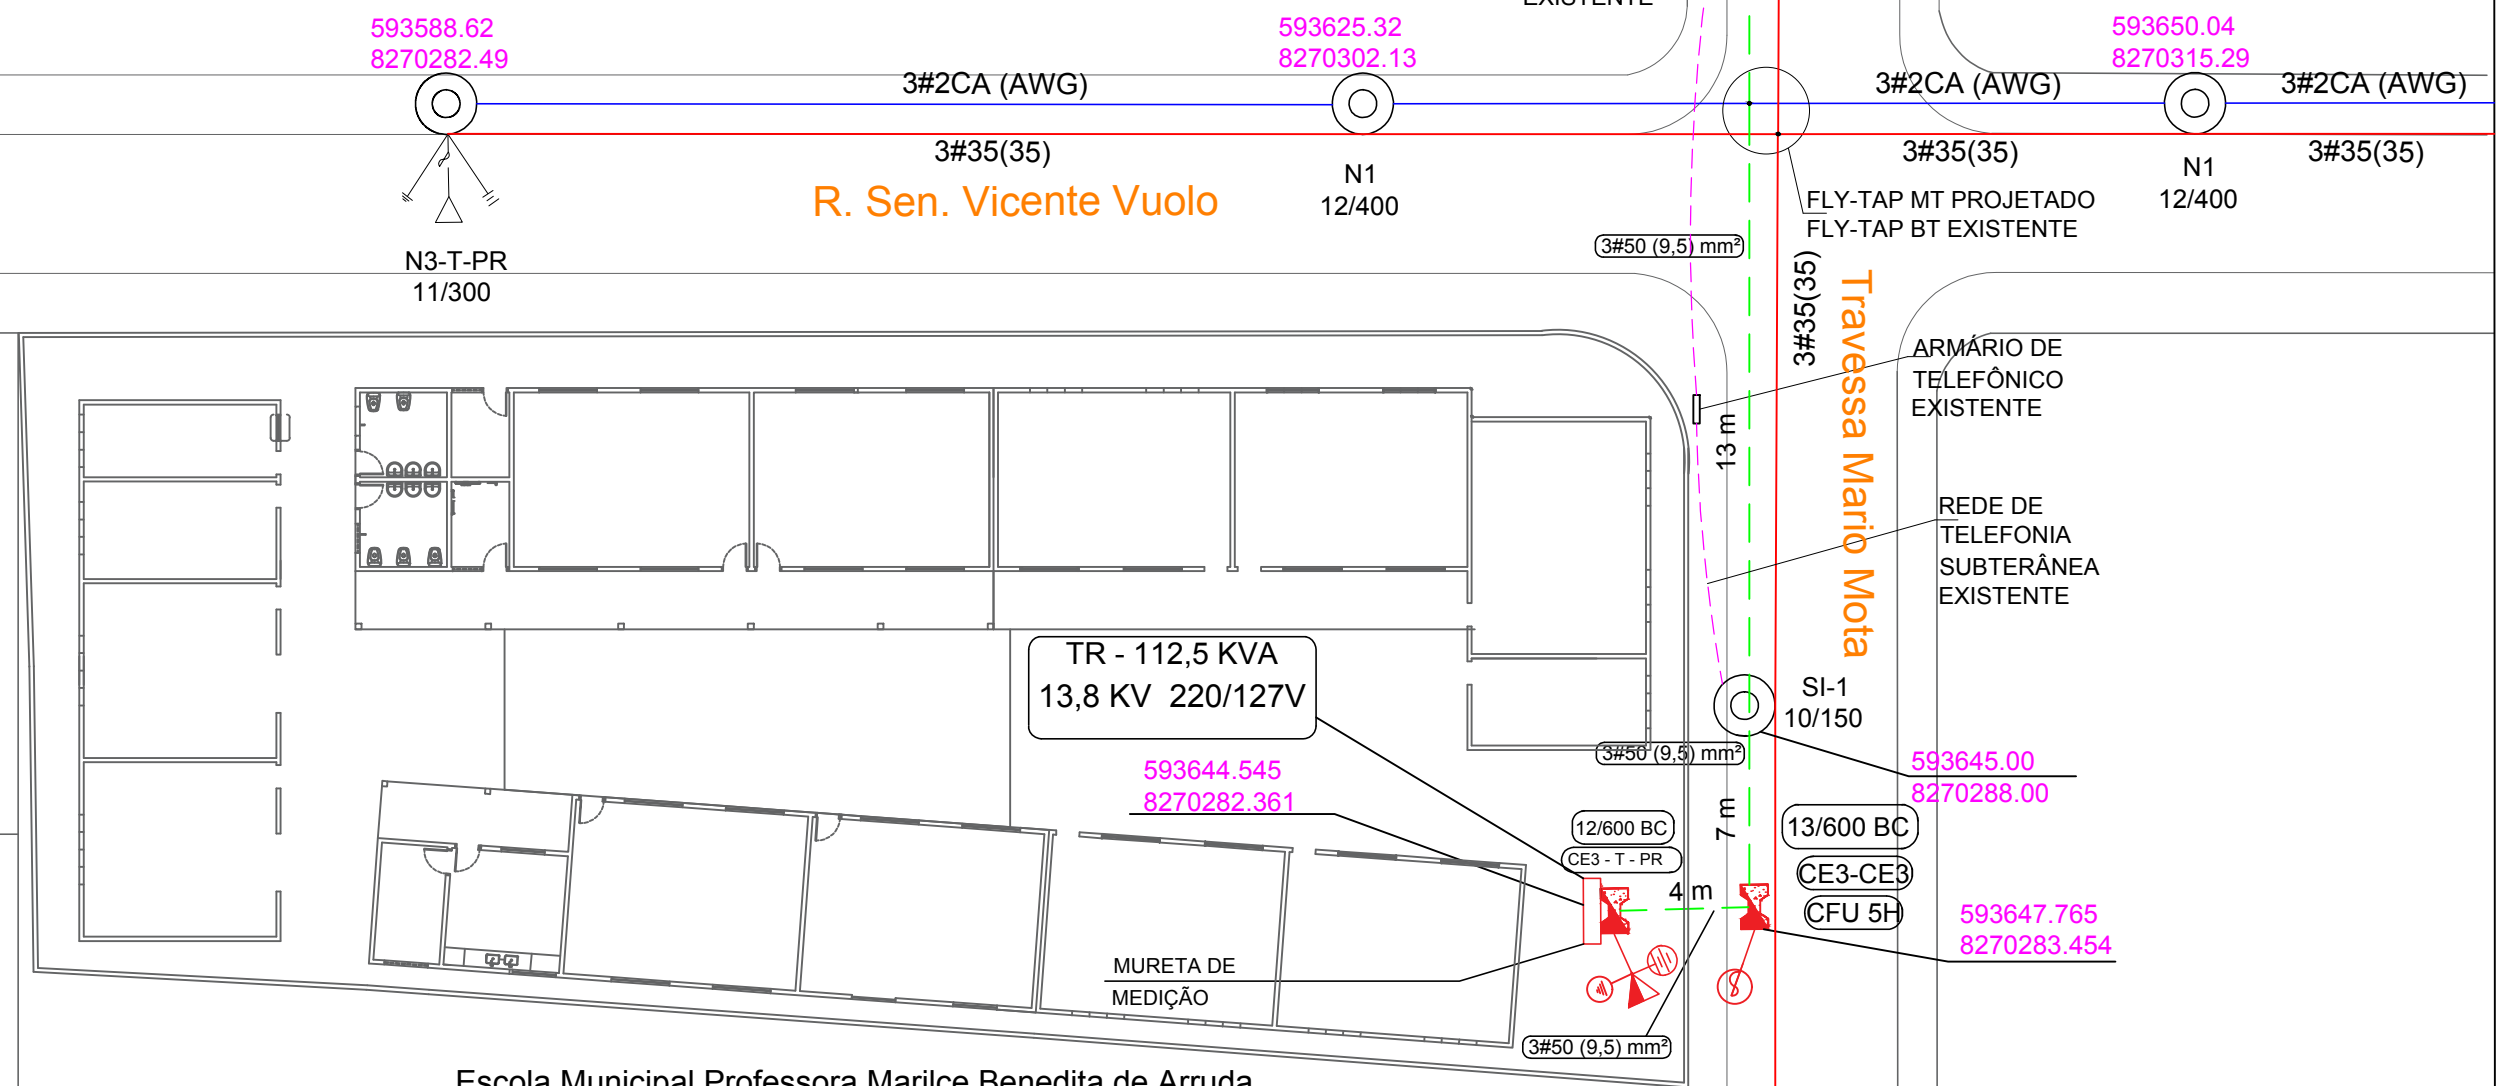 EXISTENTE
593588.62
8270282.49
593625.32
8270302.13
593650.04
8270315.29
3#2CA (AWG)
3#2CA (AWG)
3#2CA (AWG)
3#35(35)
3#35(35)
3#35(35)
R. Sen. Vicente Vuolo
N1
12/400
N1
12/400
FLY-TAP MT PROJETADO
FLY-TAP BT EXISTENTE
3#50 (9,5) mm²
N3-T-PR
11/300
3#35(35)
Travessa Mario Mota
ARMÁRIO DE
TELEFÔNICO
EXISTENTE
13 m
REDE DE
TELEFONIA
SUBTERÂNEA
EXISTENTE
TR - 112,5 KVA
13,8 KV 220/127V
SI-1
10/150
3#50 (9,5) mm²
593645.00
8270288.00
593644.545
8270282.361
7 m
12/600 BC
CE3 - T - PR
13/600 BC
CE3-CE3
CFU 5H
4 m
593647.765
8270283.454
MURETA DE
MEDIÇÃO
3#50 (9,5) mm²
Escola Municipal Professora Marilce Benedita de Arruda